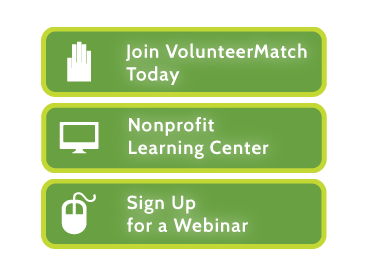 Join VolunteerMatch
Today
Nonprofit
Learning Center
Sign Up
for a Webinar